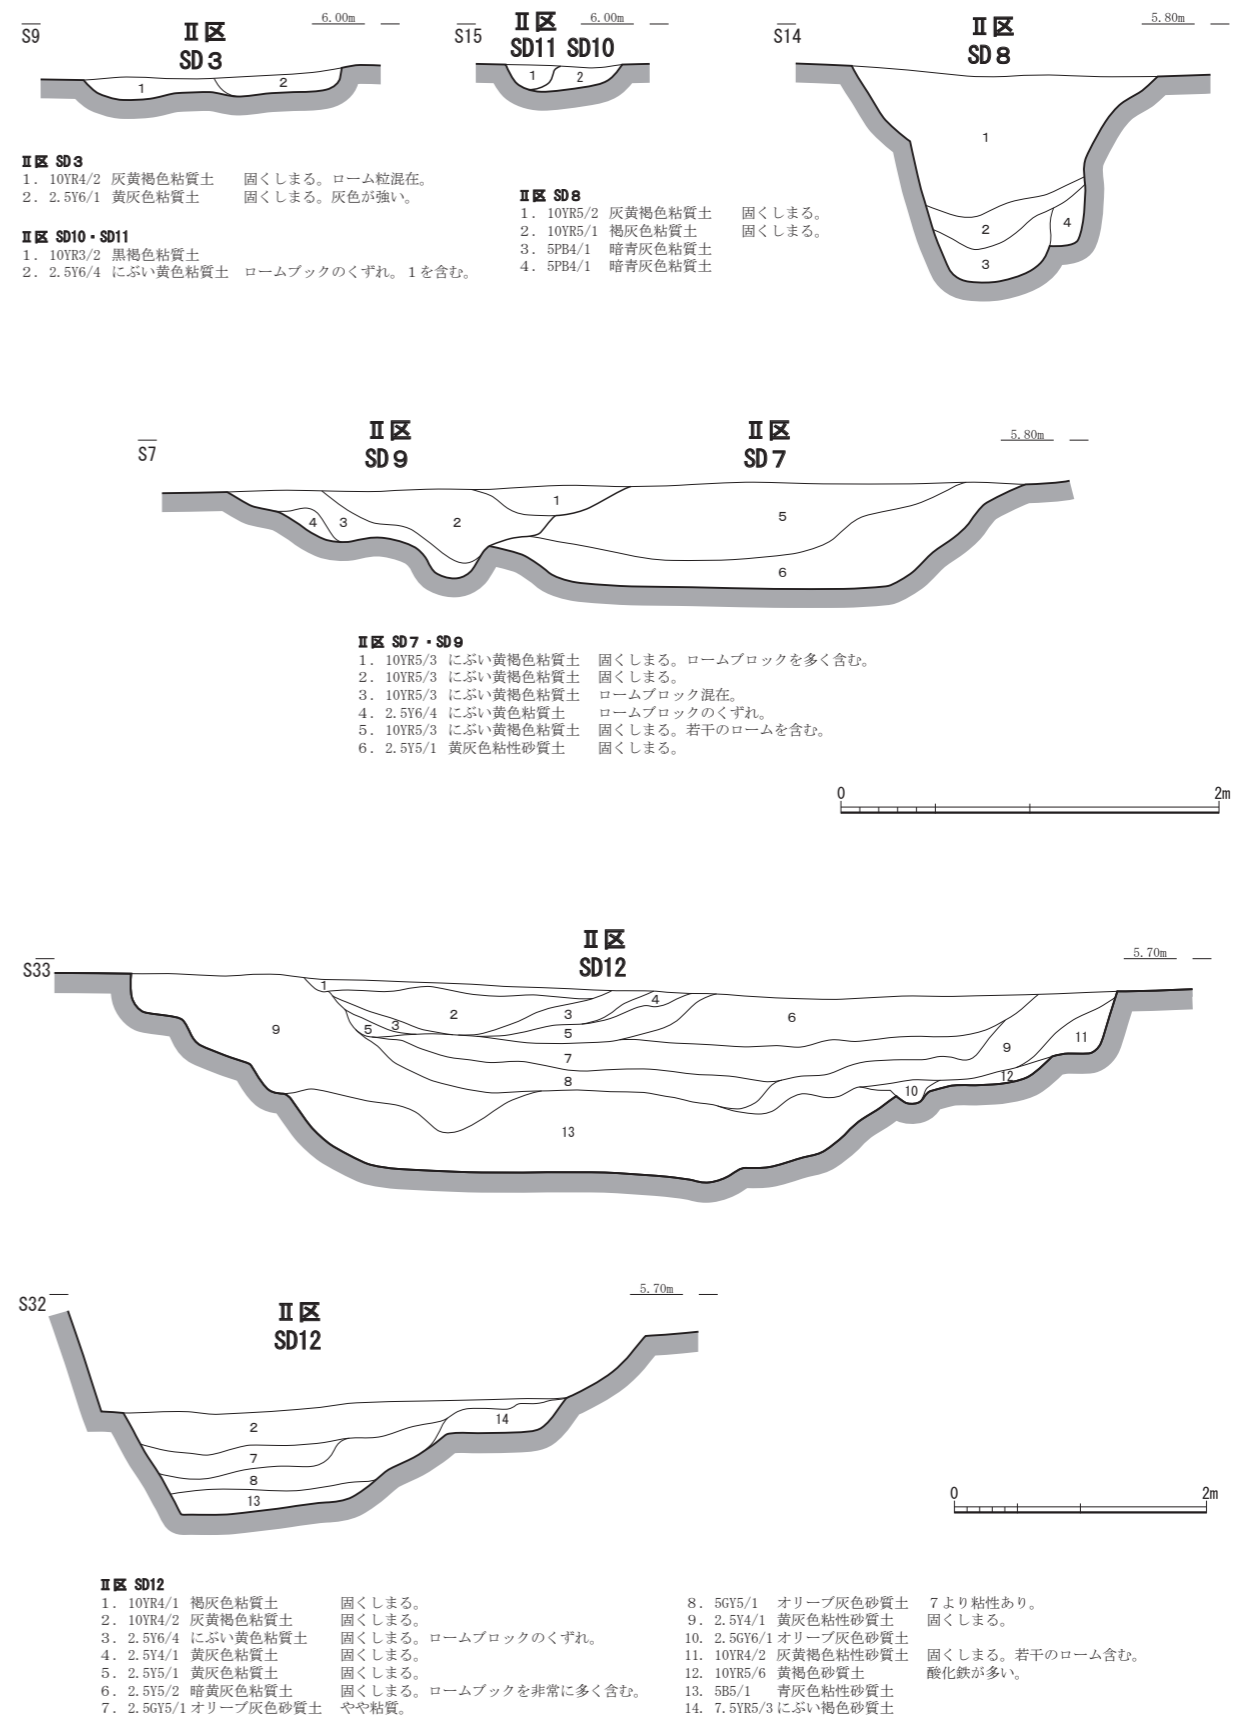 S9
Ⅱ区
SD3
6.00m
1
2
S15
Ⅱ区
SD11 SD10
6.00m
1
2
S14
Ⅱ区
SD8
5.80m
1
2
4
3
Ⅱ区 SD3
1. 10YR4/2 灰黄褐色粘質土 固くしまる。ローム粒混在。
2. 2.5Y6/1 黄灰色粘質土 固くしまる。灰色が強い。
Ⅱ区 SD10・SD11
1. 10YR3/2 黒褐色粘質土
2. 2.5Y6/4 にぶい黄色粘質土 ロームブックのくずれ。1を含む。
Ⅱ区 SD8
1. 10YR5/2 灰黄褐色粘質土 固くしまる。
2. 10YR5/1 褐灰色粘質土 固くしまる。
3. 5PB4/1 暗青灰色粘質土
4. 5PB4/1 暗青灰色粘質土
S7
Ⅱ区
SD9
Ⅱ区
SD7
5.80m
4
3
2
1
5
6
Ⅱ区 SD7・SD9
1. 10YR5/3 にぶい黄褐色粘質土 固くしまる。ロームブロックを多く含む。
2. 10YR5/3 にぶい黄褐色粘質土 固くしまる。
3. 10YR5/3 にぶい黄褐色粘質土 ロームブロック混在。
4. 2.5Y6/4 にぶい黄色粘質土 ロームブロックのくずれ。
5. 10YR5/3 にぶい黄褐色粘質土 固くしまる。若干のロームを含む。
6. 2.5Y5/1 黄灰色粘性砂質土 固くしまる。
0 2m
S33
Ⅱ区
SD12
5.70m
1
2
3
4
5
3
5
6
9
7
8
9
11
12
10
13
S32
Ⅱ区
SD12
5.70m
2
14
7
8
13
0 2m
Ⅱ区 SD12
1. 10YR4/1 褐灰色粘質土 固くしまる。
2. 10YR4/2 灰黄褐色粘質土 固くしまる。
3. 2.5Y6/4 にぶい黄色粘質土 固くしまる。ロームブロックのくずれ。
4. 2.5Y4/1 黄灰色粘質土 固くしまる。
5. 2.5Y5/1 黄灰色粘質土 固くしまる。
6. 2.5Y5/2 暗黄灰色粘質土 固くしまる。ロームブックを非常に多く含む。
7. 2.5GY5/1 オリーブ灰色砂質土 やや粘質。
8. 5GY5/1 オリーブ灰色砂質土 7より粘性あり。
9. 2.5Y4/1 黄灰色粘性砂質土 固くしまる。
10. 2.5GY6/1 オリーブ灰色砂質土
11. 10YR4/2 灰黄褐色粘性砂質土 固くしまる。若干のローム含む。
12. 10YR5/6 黄褐色砂質土 酸化鉄が多い。
13. 5B5/1 青灰色粘性砂質土
14. 7.5YR5/3 にぶい褐色砂質土